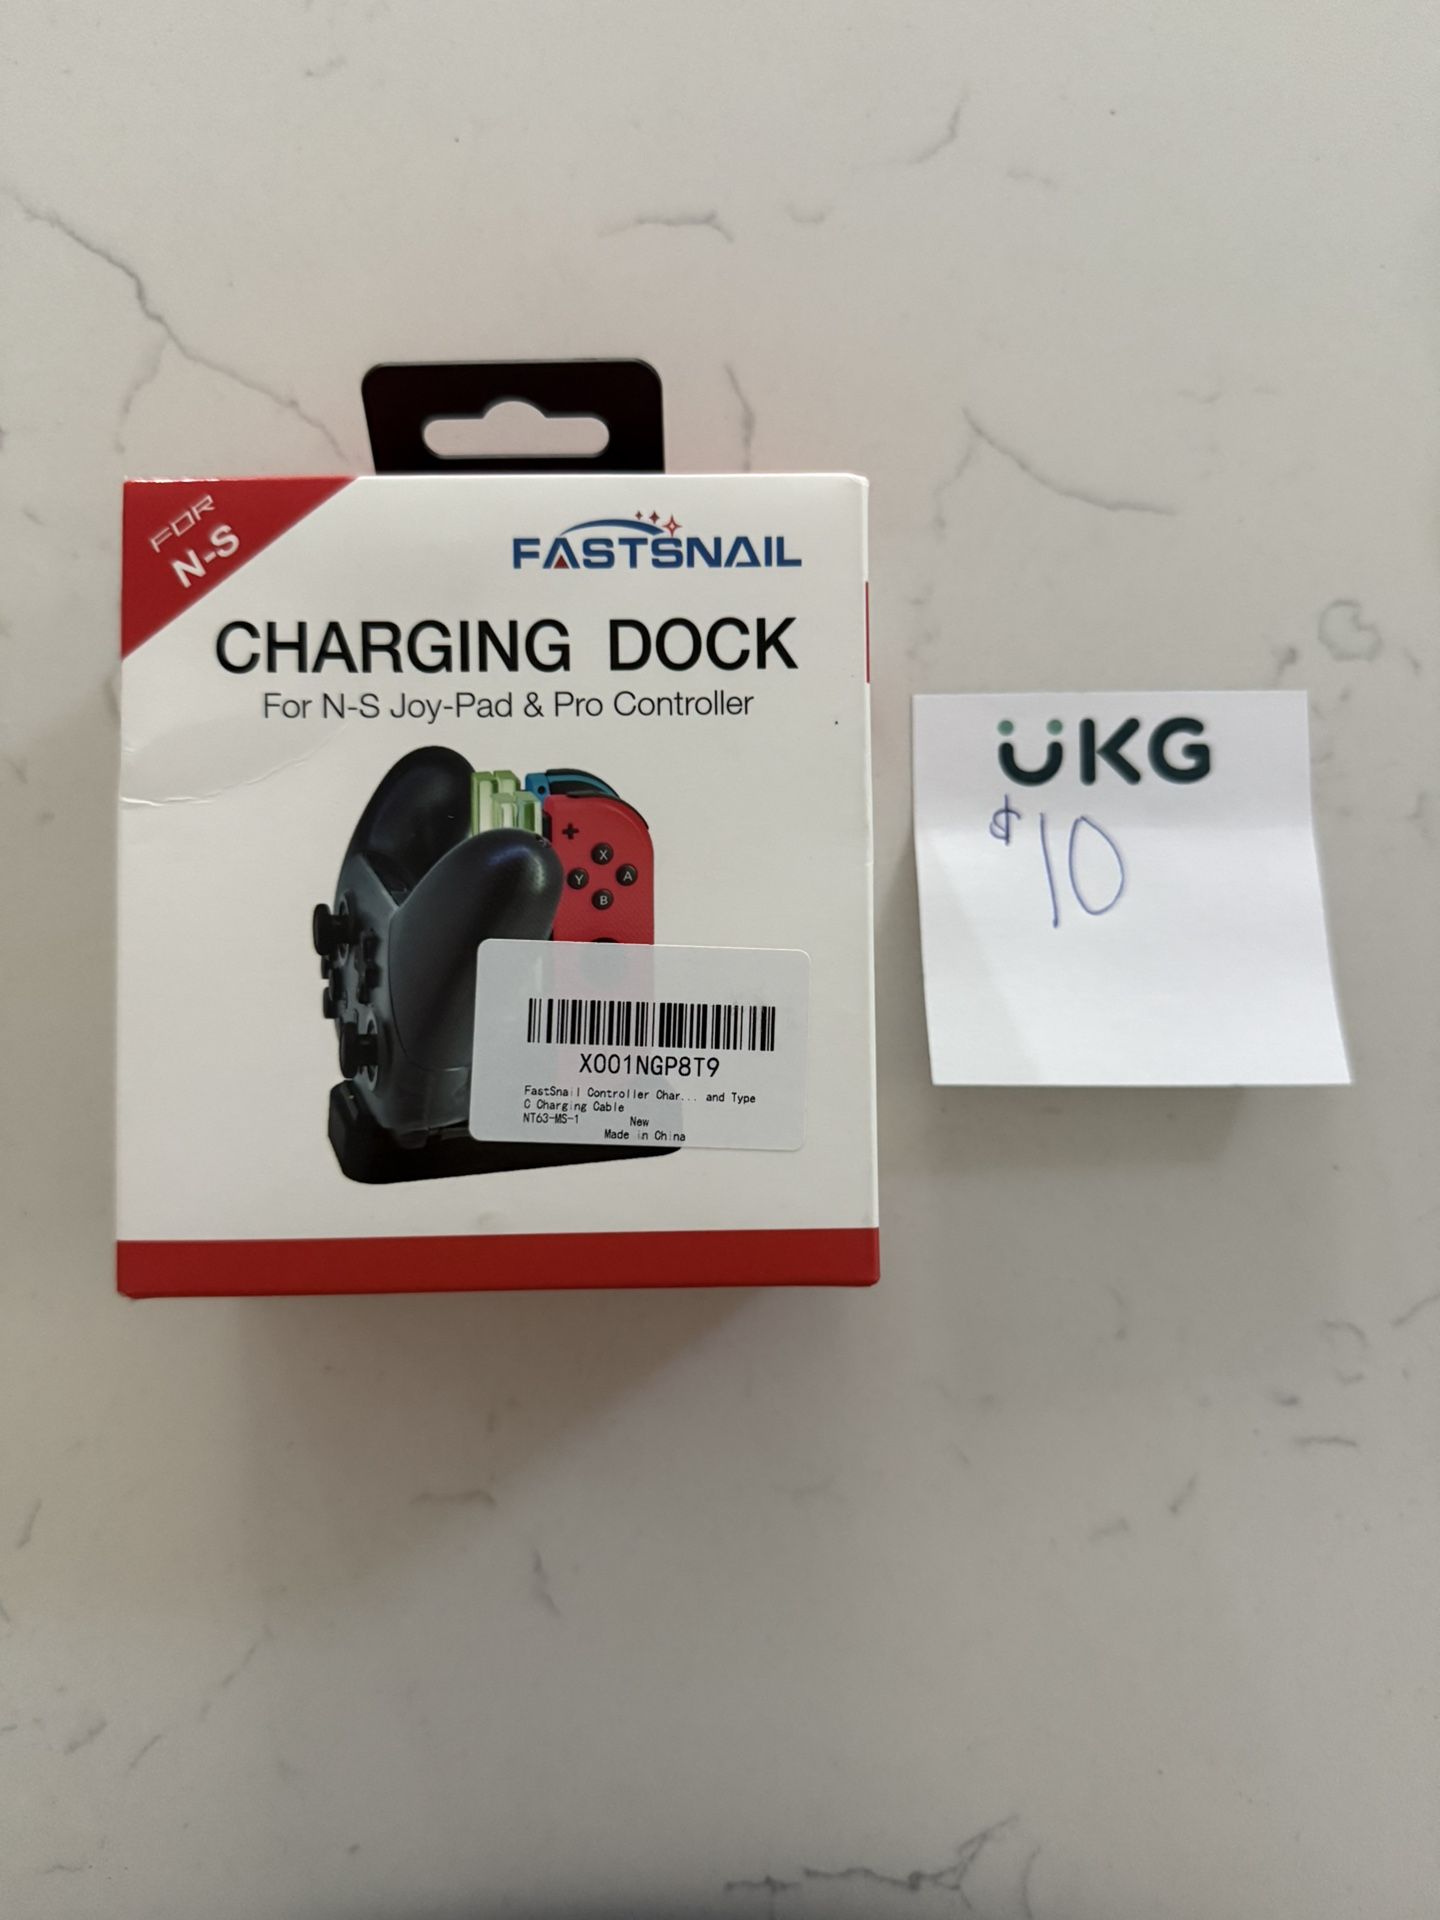 FOR
N-S
FASTSNAIL
CHARGING DOCK
For N-S Joy-Pad & Pro Controller
X
Y
A
B
X001NGP8T9
FastSnail Controller Char... and Type
C Charging Cable
NT63-MS-1 New
Made in China
UKG
$10